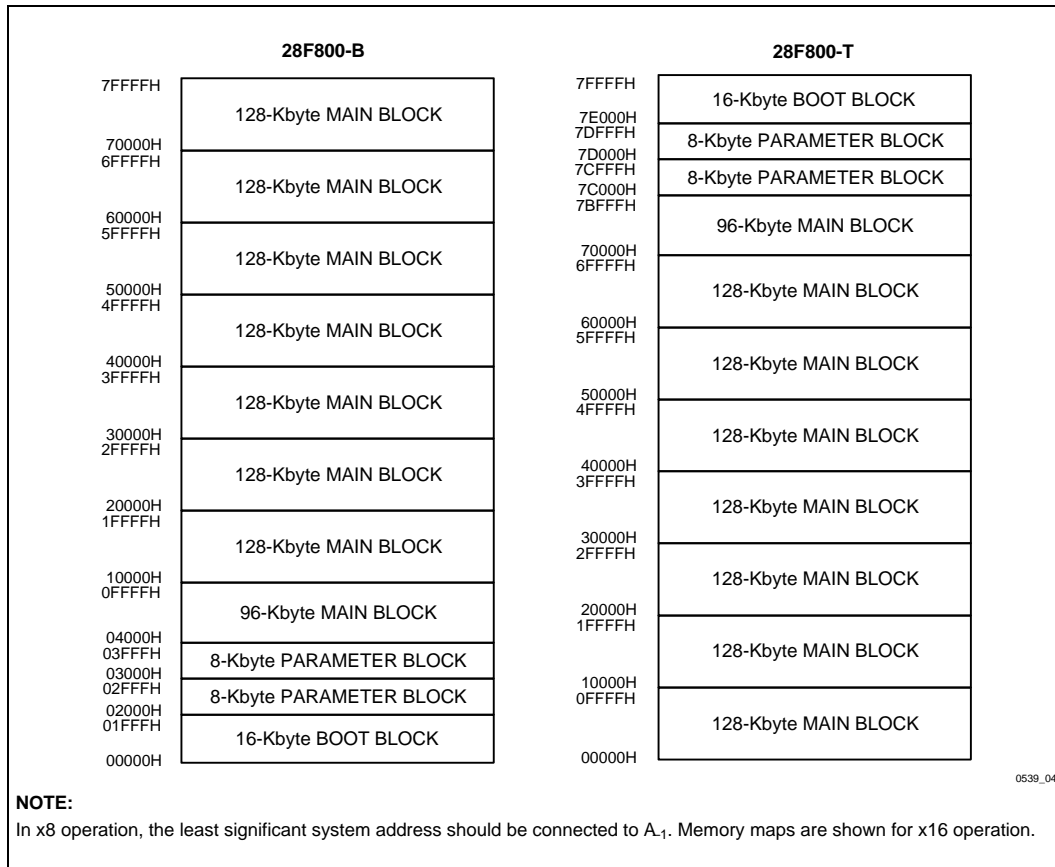 28F800-B
7FFFFH
128-Kbyte MAIN BLOCK
70000H
6FFFFH
128-Kbyte MAIN BLOCK
60000H
5FFFFH
128-Kbyte MAIN BLOCK
50000H
4FFFFH
128-Kbyte MAIN BLOCK
40000H
3FFFFH
128-Kbyte MAIN BLOCK
30000H
2FFFFH
128-Kbyte MAIN BLOCK
20000H
1FFFFH
128-Kbyte MAIN BLOCK
10000H
0FFFFH
96-Kbyte MAIN BLOCK
04000H
03FFFH
8-Kbyte PARAMETER BLOCK
03000H
02FFFH
8-Kbyte PARAMETER BLOCK
02000H
01FFFH
16-Kbyte BOOT BLOCK
00000H
28F800-T
7FFFFH
16-Kbyte BOOT BLOCK
7E000H
7DFFFH
8-Kbyte PARAMETER BLOCK
7D000H
7CFFFH
8-Kbyte PARAMETER BLOCK
7C000H
7BFFFH
96-Kbyte MAIN BLOCK
70000H
6FFFFH
128-Kbyte MAIN BLOCK
60000H
5FFFFH
128-Kbyte MAIN BLOCK
50000H
4FFFFH
128-Kbyte MAIN BLOCK
40000H
3FFFFH
128-Kbyte MAIN BLOCK
30000H
2FFFFH
128-Kbyte MAIN BLOCK
20000H
1FFFFH
128-Kbyte MAIN BLOCK
10000H
0FFFFH
128-Kbyte MAIN BLOCK
00000H
0539_04
NOTE:
In x8 operation, the least significant system address should be connected to A-1. Memory maps are shown for x16 operation.